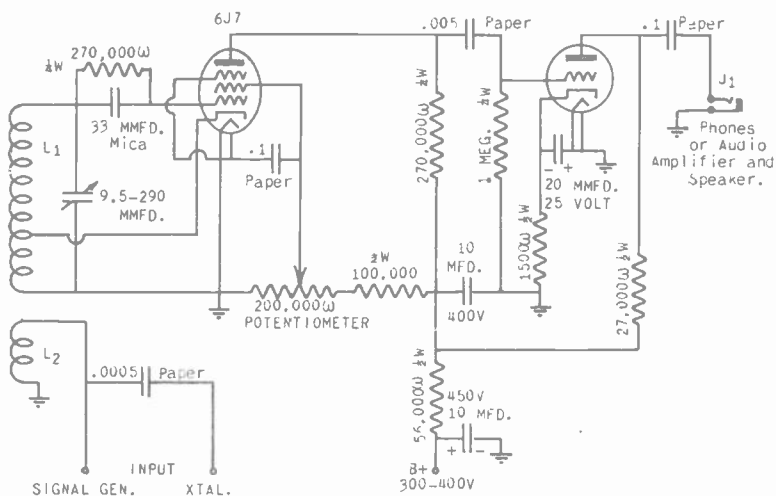 6J7
.005 Paper
.1 Paper
270,000ω
½W
33 MMFD.
Mica
L1
9.5-290
MMFD.
.1
Paper
270,000ω ½W
1 MEG. ½W
- +
20
MMFD.
25 VOLT
1500ω ½W
J1
Phones
or Audio
Amplifier and
Speaker.
27,000ω ½W
½W
100,000
200,000ω
POTENTIOMETER
10
MFD.
400V
L2
.0005 Paper
56,000ω ½W
450V
10 MFD.
+ -
B+
300-400V
INPUT
SIGNAL GEN. XTAL.